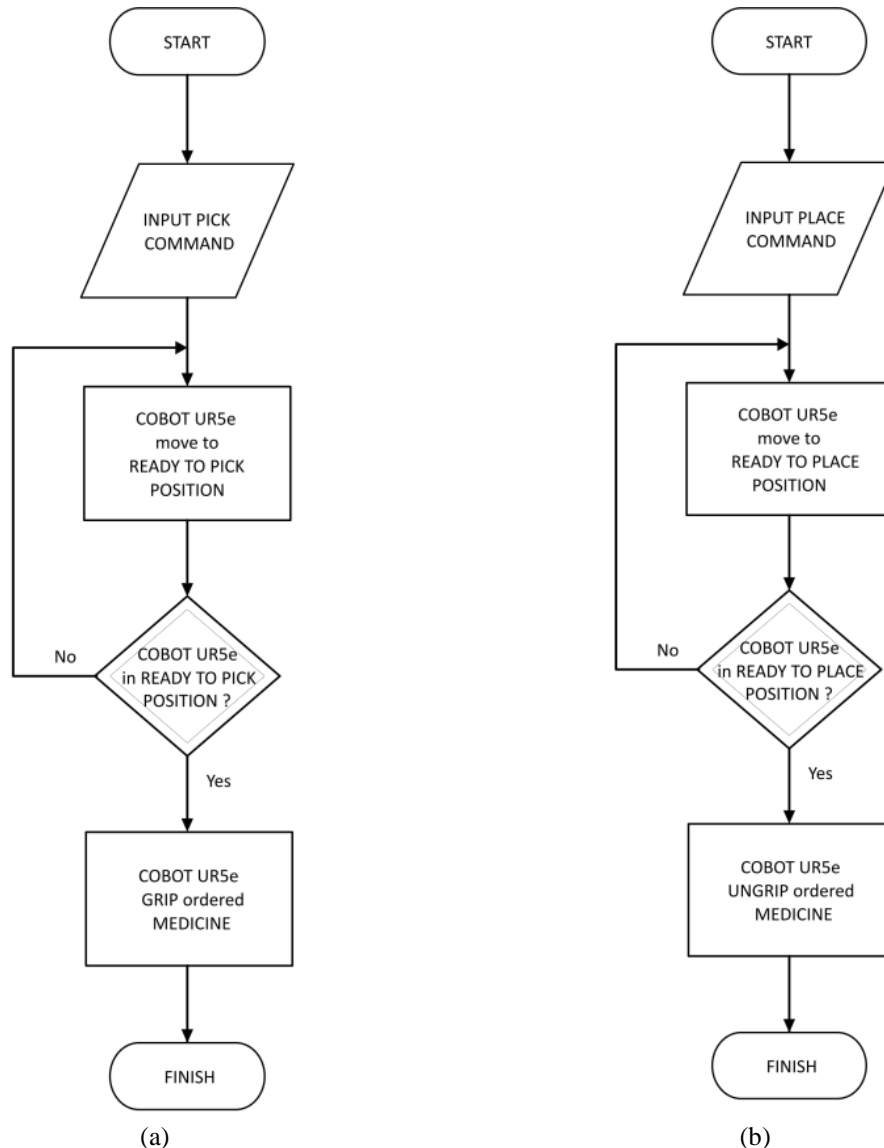 START
INPUT PICK
COMMAND
COBOT UR5e
move to
READY TO PICK
POSITION
No
COBOT UR5e
in READY TO PICK
POSITION ?
Yes
COBOT UR5e
GRIP ordered
MEDICINE
FINISH
(a)
START
INPUT PLACE
COMMAND
COBOT UR5e
move to
READY TO PLACE
POSITION
No
COBOT UR5e
in READY TO PLACE
POSITION ?
Yes
COBOT UR5e
UNGRIP ordered
MEDICINE
FINISH
(b)